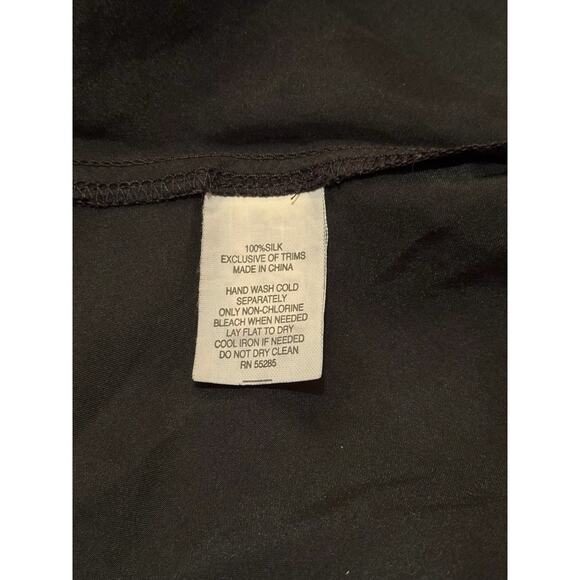 100%SILK
EXCLUSIVE OF TRIMS
MADE IN CHINA
HAND WASH COLD
SEPARATELY
ONLY NON-CHLORINE
BLEACH WHEN NEEDED
LAY FLAT TO DRY
COOL IRON IF NEEDED
DO NOT DRY CLEAN
RN 55285